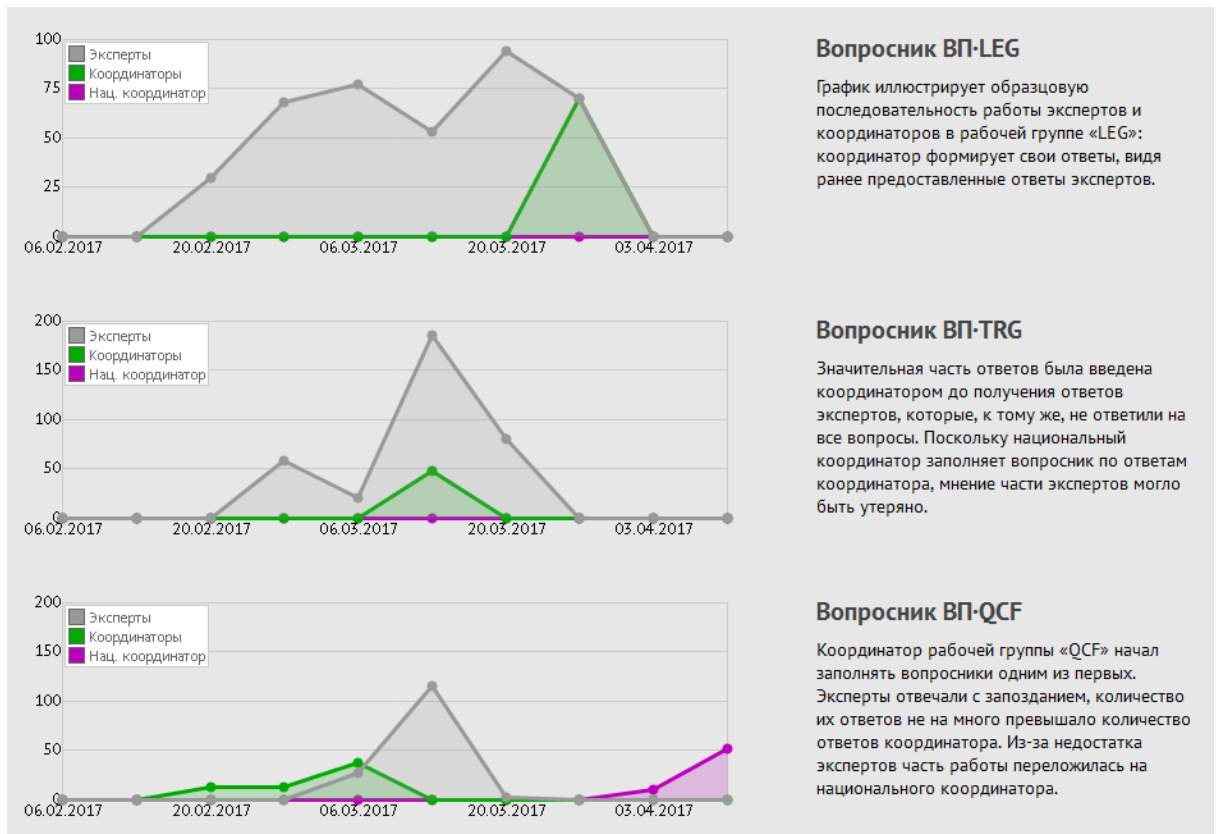 100
75
50
25
0
Эксперты
Координаторы
Нац. координатор
06.02.2017 20.02.2017 06.03.2017 20.03.2017 03.04.2017
Вопросник ВП·LEG
График иллюстрирует образцовую
последовательность работы экспертов и
координаторов в рабочей группе «LEG»:
координатор формирует свои ответы, видя
ранее предоставленные ответы экспертов.
200
150
100
50
0
Эксперты
Координаторы
Нац. координатор
06.02.2017 20.02.2017 06.03.2017 20.03.2017 03.04.2017
Вопросник ВП·TRG
Значительная часть ответов была введена
координатором до получения ответов
экспертов, которые, к тому же, не ответили на
все вопросы. Поскольку национальный
координатор заполняет вопросник по ответам
координатора, мнение части экспертов могло
быть утеряно.
200
150
100
50
0
Эксперты
Координаторы
Нац. координатор
06.02.2017 20.02.2017 06.03.2017 20.03.2017 03.04.2017
Вопросник ВП·QCF
Координатор рабочей группы «QCF» начал
заполнять вопросники одним из первых.
Эксперты отвечали с запозданием, количество
их ответов не на много превышало количество
ответов координатора. Из-за недостатка
экспертов часть работы переложилась на
национального координатора.